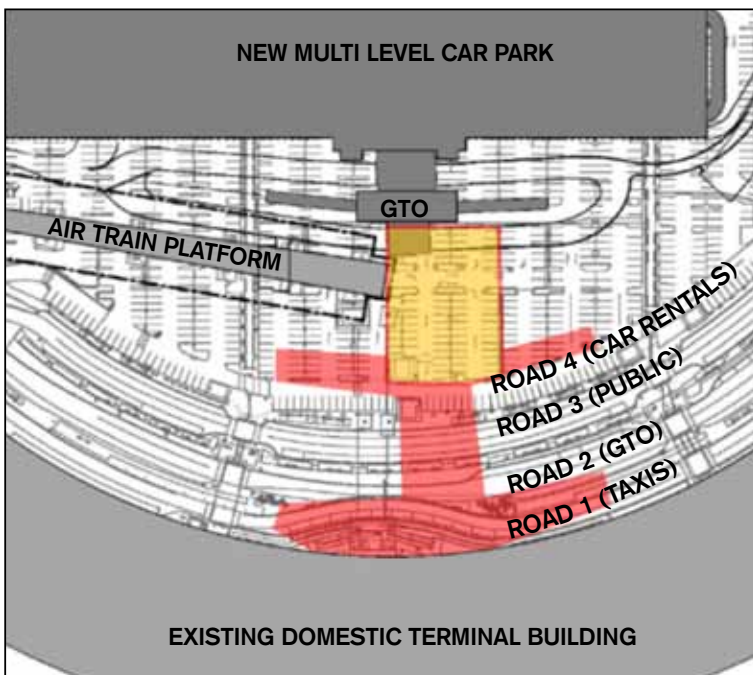 NEW MULTI LEVEL CAR PARK
GTO
AIR TRAIN PLATFORM
ROAD 4 (CAR RENTALS)
ROAD 3 (PUBLIC)
ROAD 2 (GTO)
ROAD 1 (TAXIS)
EXISTING DOMESTIC TERMINAL BUILDING